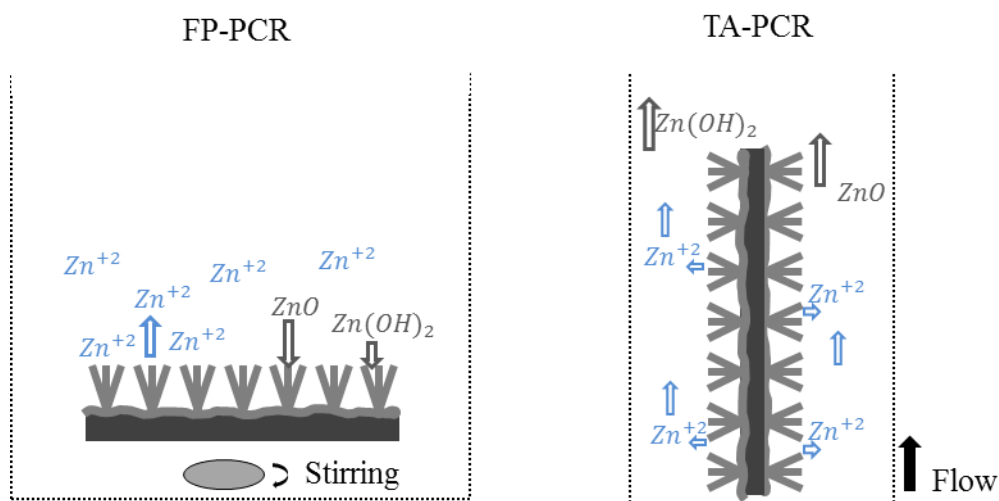 FP-PCR
TA-PCR
Zn(OH)₂
ZnO
Zn⁺²
Zn⁺²
Zn⁺²
Zn⁺²
Zn⁺²
Zn⁺²
ZnO
Zn(OH)₂
Zn⁺²
Zn⁺²
Zn⁺²
Zn⁺²
Stirring
Flow